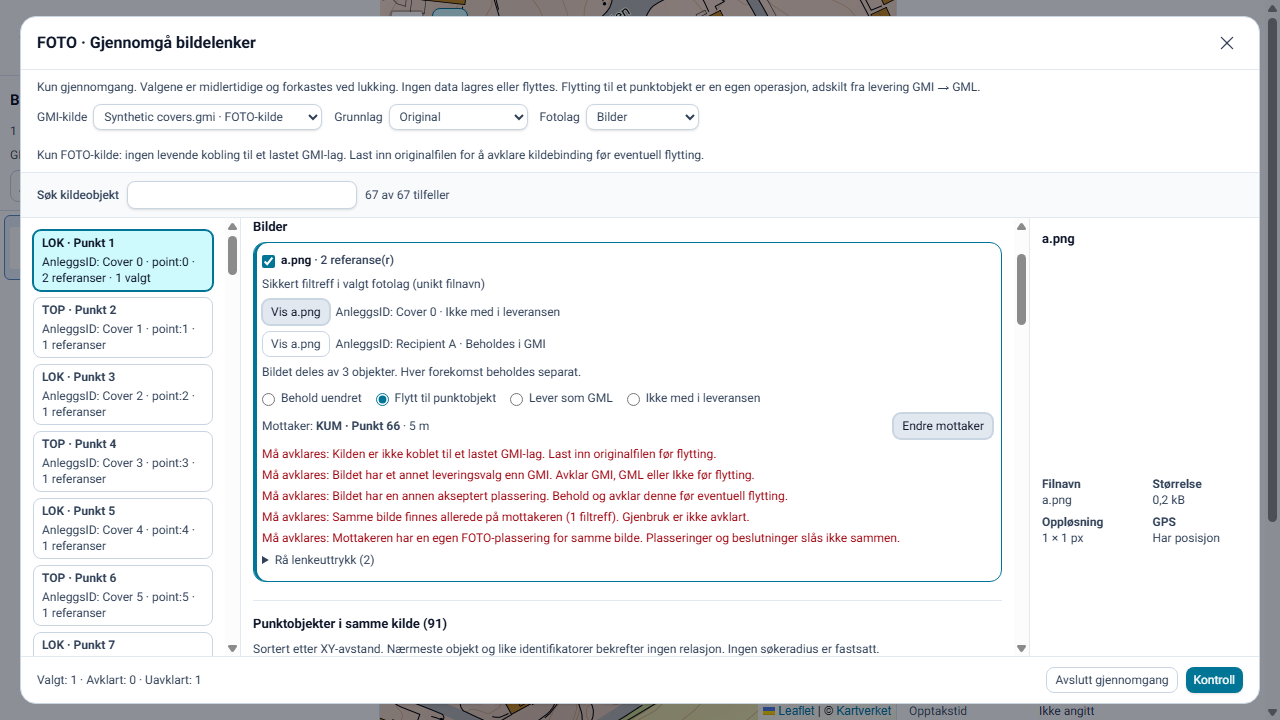 FOTO · Gjennomgå bildelenker
Kun gjennomgang. Valgene er midlertidige og forkastes ved lukking. Ingen data lagres eller flyttes. Flytting til et punktobjekt er en egen operasjon, adskilt fra levering GMI → GML.
GMI-kilde Synthetic covers.gmi · FOTO-kilde Grunnlag Original Fotolag Bilder
Kun FOTO-kilde: ingen levende kobling til et lastet GMI-lag. Last inn originalfilen for å avklare kildebinding før eventuell flytting.
Søk kildeobjekt 67 av 67 tilfeller
LOK · Punkt 1
AnleggsID: Cover 0 · point:0 ·
2 referanser · 1 valgt
TOP · Punkt 2
AnleggsID: Cover 1 · point:1 ·
1 referanser
LOK · Punkt 3
AnleggsID: Cover 2 · point:2 ·
1 referanser
TOP · Punkt 4
AnleggsID: Cover 3 · point:3 ·
1 referanser
LOK · Punkt 5
AnleggsID: Cover 4 · point:4 ·
1 referanser
TOP · Punkt 6
AnleggsID: Cover 5 · point:5 ·
1 referanser
LOK · Punkt 7
Bilder
a.png · 2 referanse(r)
Sikkert filtreff i valgt fotolag (unikt filnavn)
Vis a.png AnleggsID: Cover 0 · Ikke med i leveransen
Vis a.png AnleggsID: Recipient A · Beholdes i GMI
Bildet deles av 3 objekter. Hver forekomst beholdes separat.
Behold uendret Flytt til punktobjekt Lever som GML Ikke med i leveransen
Mottaker: KUM · Punkt 66 · 5 m Endre mottaker
Må avklares: Kilden er ikke koblet til et lastet GMI-lag. Last inn originalfilen før flytting.
Må avklares: Bildet har et annet leveringsvalg enn GMI. Avklar GMI, GML eller Ikke før flytting.
Må avklares: Bildet har en annen akseptert plassering. Behold og avklar denne før eventuell flytting.
Må avklares: Samme bilde finnes allerede på mottakeren (1 filtreff). Gjenbruk er ikke avklart.
Må avklares: Mottakeren har en egen FOTO-plassering for samme bilde. Plasseringer og beslutninger slås ikke sammen.
Rå lenkeuttrykk (2)
Punktobjekter i samme kilde (91)
Sortert etter XY-avstand. Nærmeste objekt og like identifikatorer bekrefter ingen relasjon. Ingen søkeradius er fastsatt.
a.png
Filnavn Størrelse
a.png 0,2 kB
Oppløsning GPS
1 × 1 px Har posisjon
Valgt: 1 · Avklart: 0 · Uavklart: 1
Avslutt gjennomgang Kontroll
Leaflet | © Kartverket Opptakstid Ikke angitt